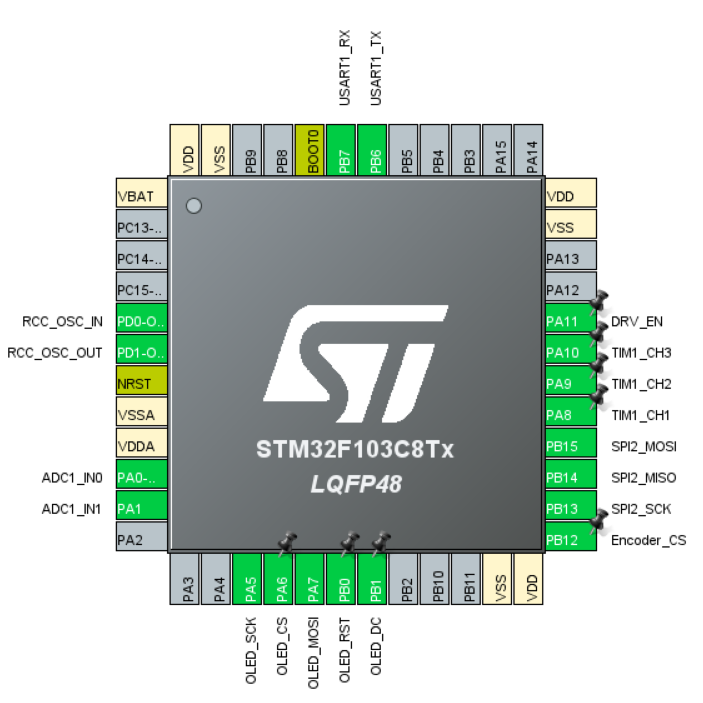 USART1_RX
USART1_TX
VDD
VSS
PB9
PB8
BOOT0
PB7
PB6
PB5
PB4
PB3
PA15
PA14
VBAT
VDD
PC13-..
VSS
PC14-..
PA13
PC15-..
PA12
RCC_OSC_IN PD0-O..
PA11 DRV_EN
RCC_OSC_OUT PD1-O..
PA10 TIM1_CH3
NRST
PA9 TIM1_CH2
VSSA
PA8 TIM1_CH1
VDDA
PB15 SPI2_MOSI
STM32F103C8Tx
LQFP48
ADC1_IN0 PA0-..
PB14 SPI2_MISO
ADC1_IN1 PA1
PB13 SPI2_SCK
PA2
PB12 Encoder_CS
PA3
PA4
PA5
PA6
PA7
PB0
PB1
PB2
PB10
PB11
VSS
VDD
OLED_SCK
OLED_CS
OLED_MOSI
OLED_RST
OLED_DC